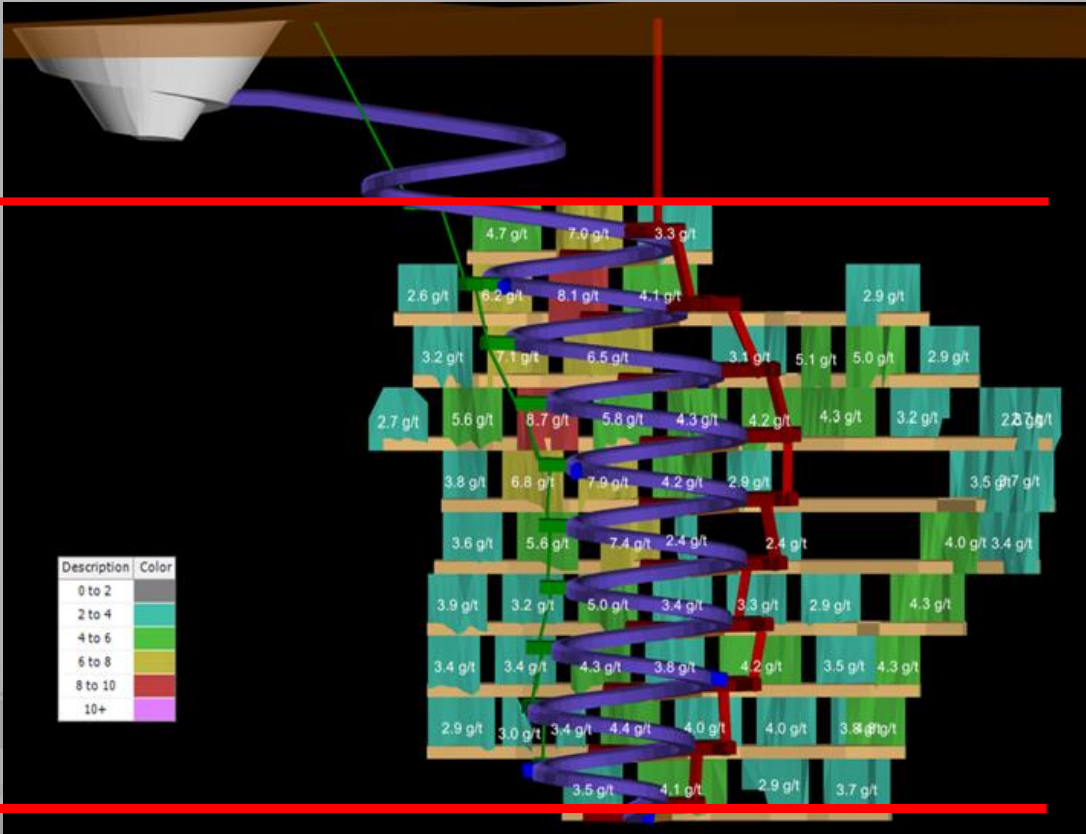 4.7 g/t 7.0 g/t 3.3 g/t
2.6 g/t 6.2 g/t 8.1 g/t 4.1 g/t 2.9 g/t
3.2 g/t 7.1 g/t 6.5 g/t 3.1 g/t 5.1 g/t 5.0 g/t 2.9 g/t
2.7 g/t 5.6 g/t 8.7 g/t 5.8 g/t 4.3 g/t 4.2 g/t 4.3 g/t 3.2 g/t
3.8 g/t 6.8 g/t 7.9 g/t 4.2 g/t 2.9 g/t 3.5 g/t 3.7 g/t
3.6 g/t 5.6 g/t 7.4 g/t 2.4 g/t 2.4 g/t 4.0 g/t 3.4 g/t
3.9 g/t 3.2 g/t 5.0 g/t 3.4 g/t 3.3 g/t 2.9 g/t 4.3 g/t
3.4 g/t 3.4 g/t 4.3 g/t 3.8 g/t 4.2 g/t 3.5 g/t 4.3 g/t
2.9 g/t 3.0 g/t 3.4 g/t 4.4 g/t 4.0 g/t 4.0 g/t
3.5 g/t 4.1 g/t 2.9 g/t 3.7 g/t
Description Color
0 to 2
2 to 4
4 to 6
6 to 8
8 to 10
10+